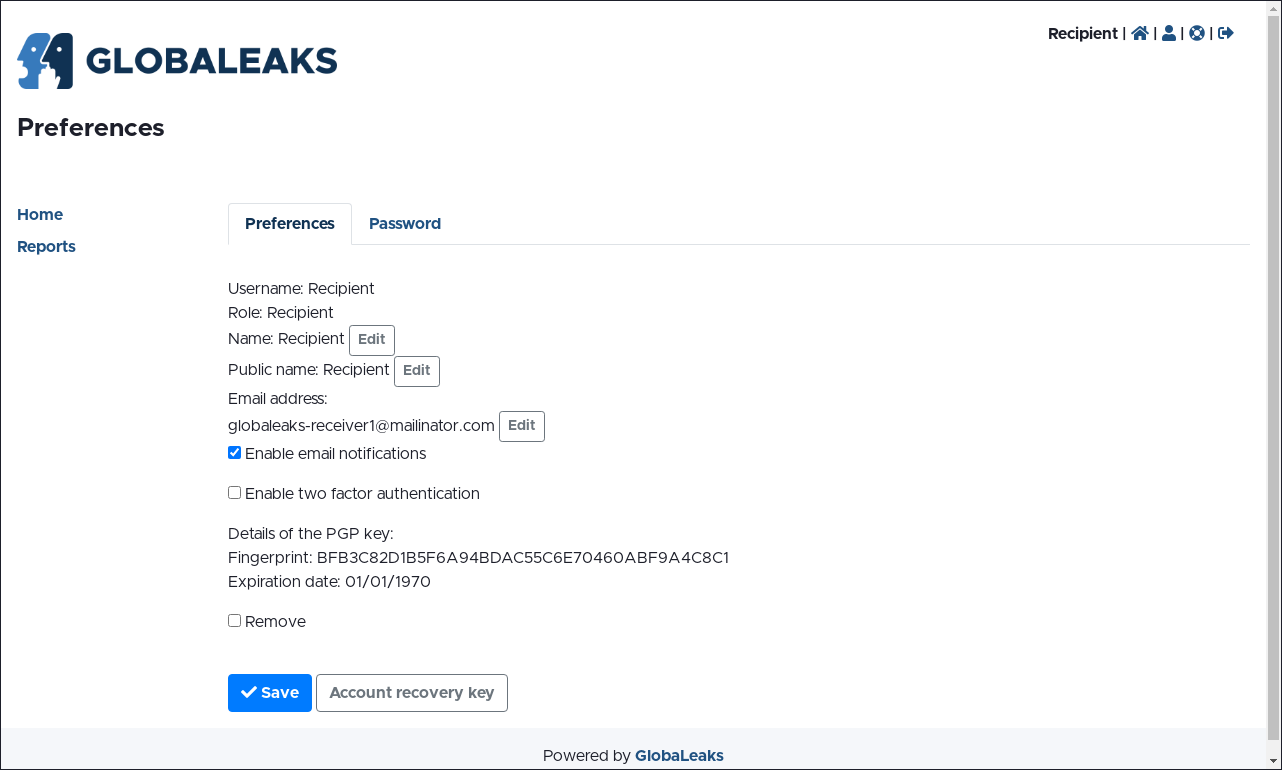 Recipient | | | |
GLOBALEAKS
Preferences
Home
Reports
Preferences
Password
Username: Recipient
Role: Recipient
Name: Recipient Edit
Public name: Recipient Edit
Email address:
globaleaks-receiver1@mailinator.com Edit
Enable email notifications
Enable two factor authentication
Details of the PGP key:
Fingerprint: BFB3C82D1B5F6A94BDAC55C6E70460ABF9A4C8C1
Expiration date: 01/01/1970
Remove
Save
Account recovery key
Powered by GlobaLeaks